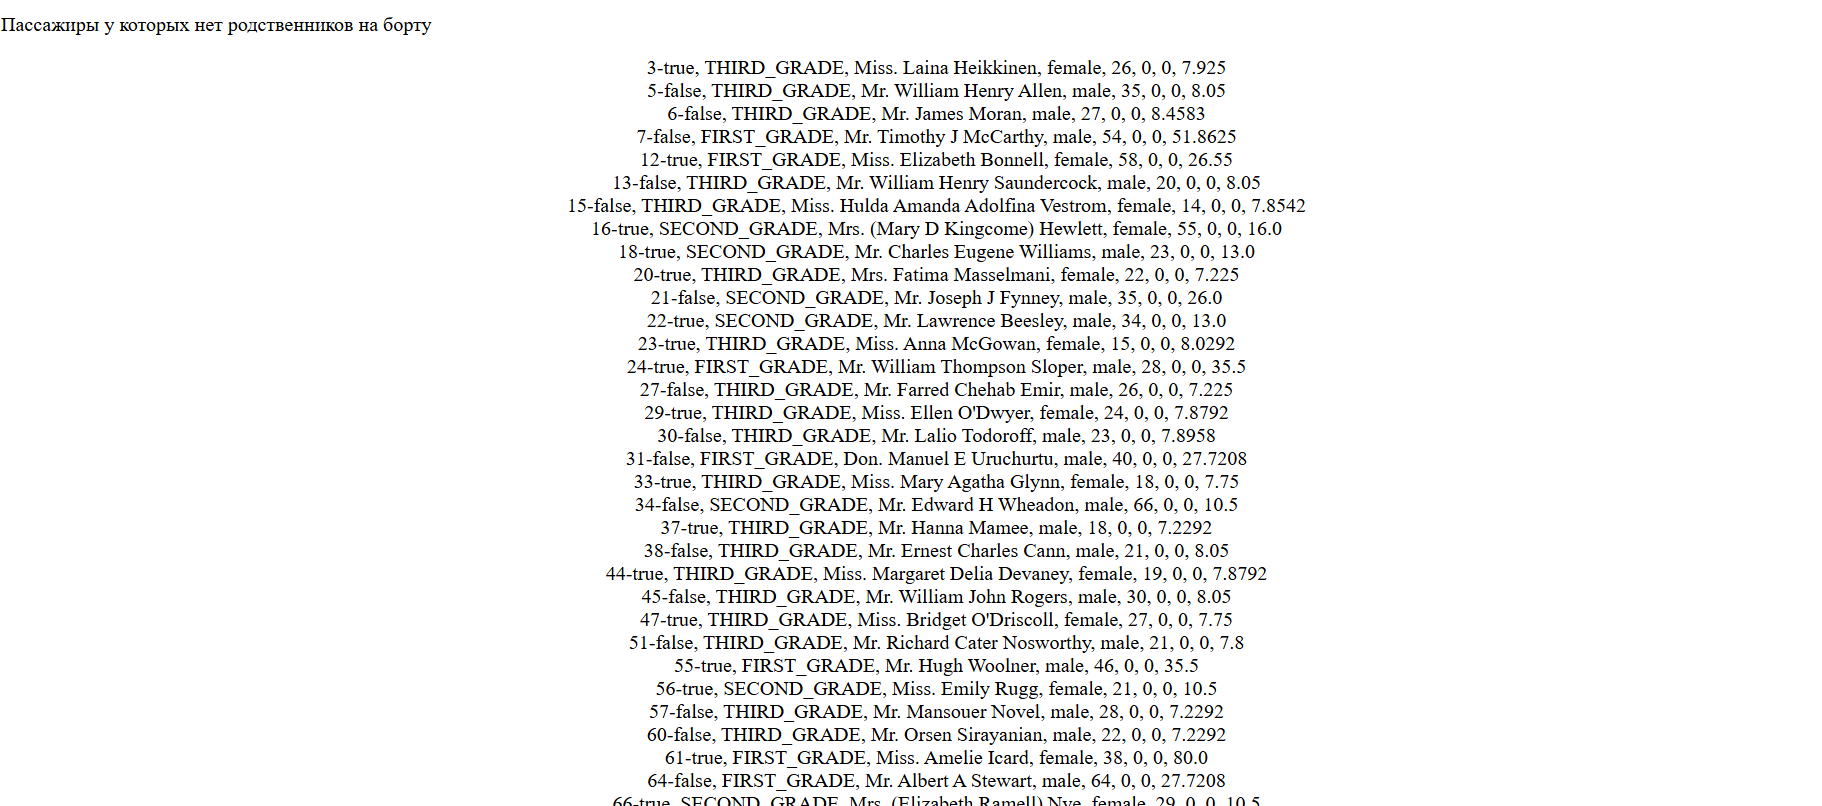 Пассажиры у которых нет родственников на борту
3-true, THIRD_GRADE, Miss. Laina Heikkinen, female, 26, 0, 0, 7.925
5-false, THIRD_GRADE, Mr. William Henry Allen, male, 35, 0, 0, 8.05
6-false, THIRD_GRADE, Mr. James Moran, male, 27, 0, 0, 8.4583
7-false, FIRST_GRADE, Mr. Timothy J McCarthy, male, 54, 0, 0, 51.8625
12-true, FIRST_GRADE, Miss. Elizabeth Bonnell, female, 58, 0, 0, 26.55
13-false, THIRD_GRADE, Mr. William Henry Saundercock, male, 20, 0, 0, 8.05
15-false, THIRD_GRADE, Miss. Hulda Amanda Adolfina Vestrom, female, 14, 0, 0, 7.8542
16-true, SECOND_GRADE, Mrs. (Mary D Kingcome) Hewlett, female, 55, 0, 0, 16.0
18-true, SECOND_GRADE, Mr. Charles Eugene Williams, male, 23, 0, 0, 13.0
20-true, THIRD_GRADE, Mrs. Fatima Masselmani, female, 22, 0, 0, 7.225
21-false, SECOND_GRADE, Mr. Joseph J Fynney, male, 35, 0, 0, 26.0
22-true, SECOND_GRADE, Mr. Lawrence Beesley, male, 34, 0, 0, 13.0
23-true, THIRD_GRADE, Miss. Anna McGowan, female, 15, 0, 0, 8.0292
24-true, FIRST_GRADE, Mr. William Thompson Sloper, male, 28, 0, 0, 35.5
27-false, THIRD_GRADE, Mr. Farred Chehab Emir, male, 26, 0, 0, 7.225
29-true, THIRD_GRADE, Miss. Ellen O'Dwyer, female, 24, 0, 0, 7.8792
30-false, THIRD_GRADE, Mr. Lalio Todoroff, male, 23, 0, 0, 7.8958
31-false, FIRST_GRADE, Don. Manuel E Uruchurtu, male, 40, 0, 0, 27.7208
33-true, THIRD_GRADE, Miss. Mary Agatha Glynn, female, 18, 0, 0, 7.75
34-false, SECOND_GRADE, Mr. Edward H Wheadon, male, 66, 0, 0, 10.5
37-true, THIRD_GRADE, Mr. Hanna Mamee, male, 18, 0, 0, 7.2292
38-false, THIRD_GRADE, Mr. Ernest Charles Cann, male, 21, 0, 0, 8.05
44-true, THIRD_GRADE, Miss. Margaret Delia Devaney, female, 19, 0, 0, 7.8792
45-false, THIRD_GRADE, Mr. William John Rogers, male, 30, 0, 0, 8.05
47-true, THIRD_GRADE, Miss. Bridget O'Driscoll, female, 27, 0, 0, 7.75
51-false, THIRD_GRADE, Mr. Richard Cater Nosworthy, male, 21, 0, 0, 7.8
55-true, FIRST_GRADE, Mr. Hugh Woolner, male, 46, 0, 0, 35.5
56-true, SECOND_GRADE, Miss. Emily Rugg, female, 21, 0, 0, 10.5
57-false, THIRD_GRADE, Mr. Mansouer Novel, male, 28, 0, 0, 7.2292
60-false, THIRD_GRADE, Mr. Orsen Sirayanian, male, 22, 0, 0, 7.2292
61-true, FIRST_GRADE, Miss. Amelie Icard, female, 38, 0, 0, 80.0
64-false, FIRST_GRADE, Mr. Albert A Stewart, male, 64, 0, 0, 27.7208
66-true, SECOND_GRADE, Mrs. (Elizabeth Ramell) Nye, female, 29, 0, 0, 10.5